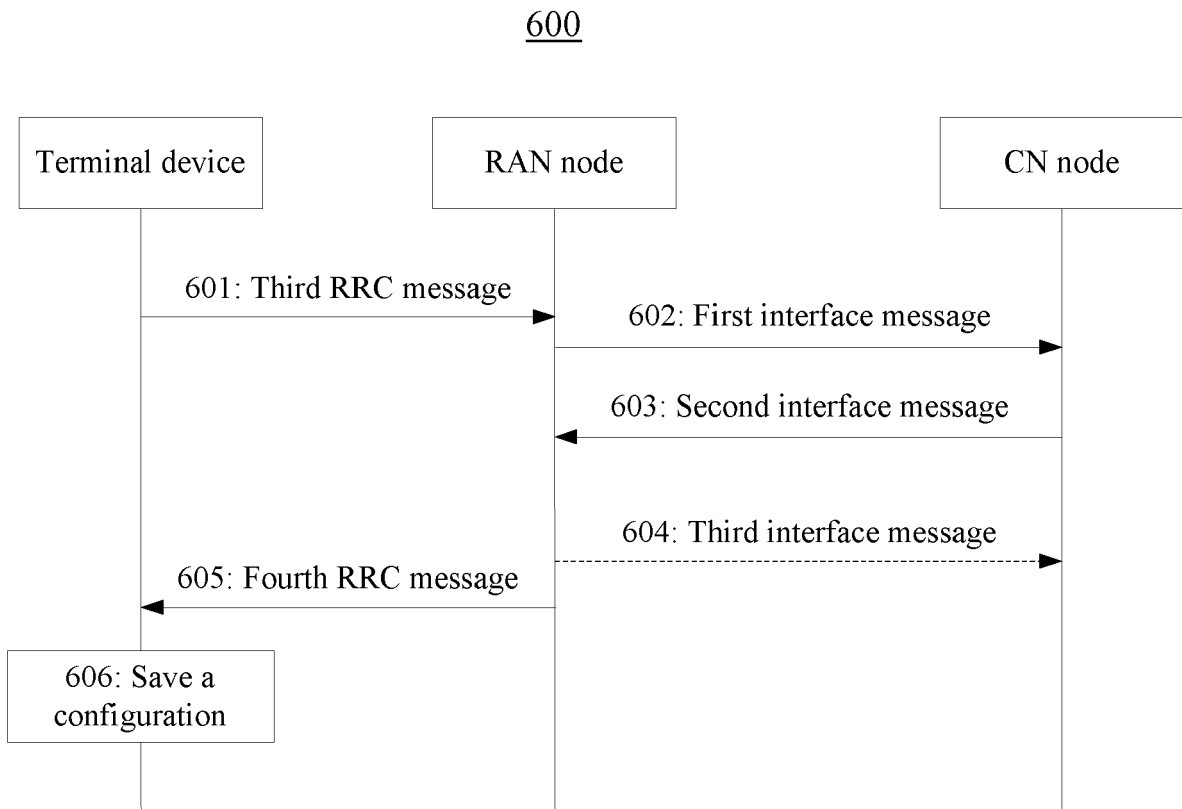 600
Terminal device
RAN node
CN node
601: Third RRC message
602: First interface message
603: Second interface message
604: Third interface message
605: Fourth RRC message
606: Save a
configuration